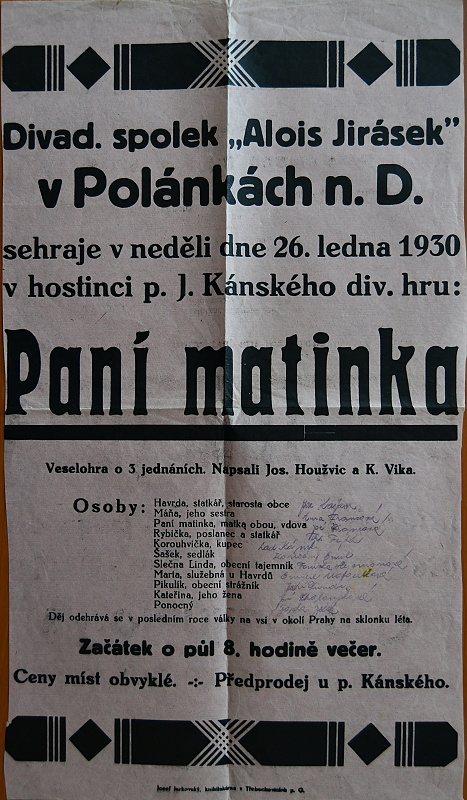 Divad. spolek „Alois Jirásek”
v Polánkách n. D.
sehraje v neděli dne 26. ledna 1930
v hostinci p. J. Kánského div. hru:
Paní matinka
Veselohra o 3 jednáních. Napsali Jos. Houžvic a K. Vika.
Osoby:
Havrda, statkář, starosta obce
Máňa, jeho sestra
Paní matinka, matka obou, vdova
Rybička, poslanec a statkář
Korouhvička, kupec
Šašek, sedlák
Slečna Linda, obecní tajemník
Marta, služebná u Havrdů
Pikulík, obecní strážník
Kateřina, jeho žena
Ponocný
Děj odehrává se v posledním roce války na vsi v okolí Prahy na sklonku léta.
Začátek o půl 8. hodině večer.
Ceny míst obvyklé. -:- Předprodej u p. Kánského.